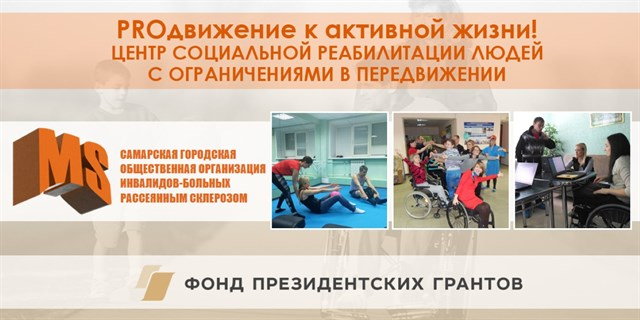 PROдвижение к активной жизни!
ЦЕНТР СОЦИАЛЬНОЙ РЕАБИЛИТАЦИИ ЛЮДЕЙ
С ОГРАНИЧЕНИЯМИ В ПЕРЕДВИЖЕНИИ
MS
САМАРСКАЯ ГОРОДСКАЯ
ОБЩЕСТВЕННАЯ ОРГАНИЗАЦИЯ
ИНВАЛИДОВ-БОЛЬНЫХ
РАССЕЯННЫМ СКЛЕРОЗОМ
ФОНД ПРЕЗИДЕНТСКИХ ГРАНТОВ